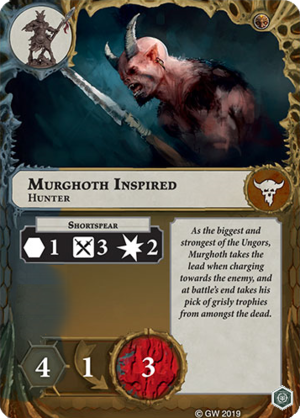 Murghoth Inspired
Hunter
Shortspear
1 3 2
As the biggest and
strongest of the Ungors,
Murghoth takes the
lead when charging
towards the enemy, and
at battle's end takes his
pick of grisly trophies
from amongst the dead.
4 1 3
© GW 2019